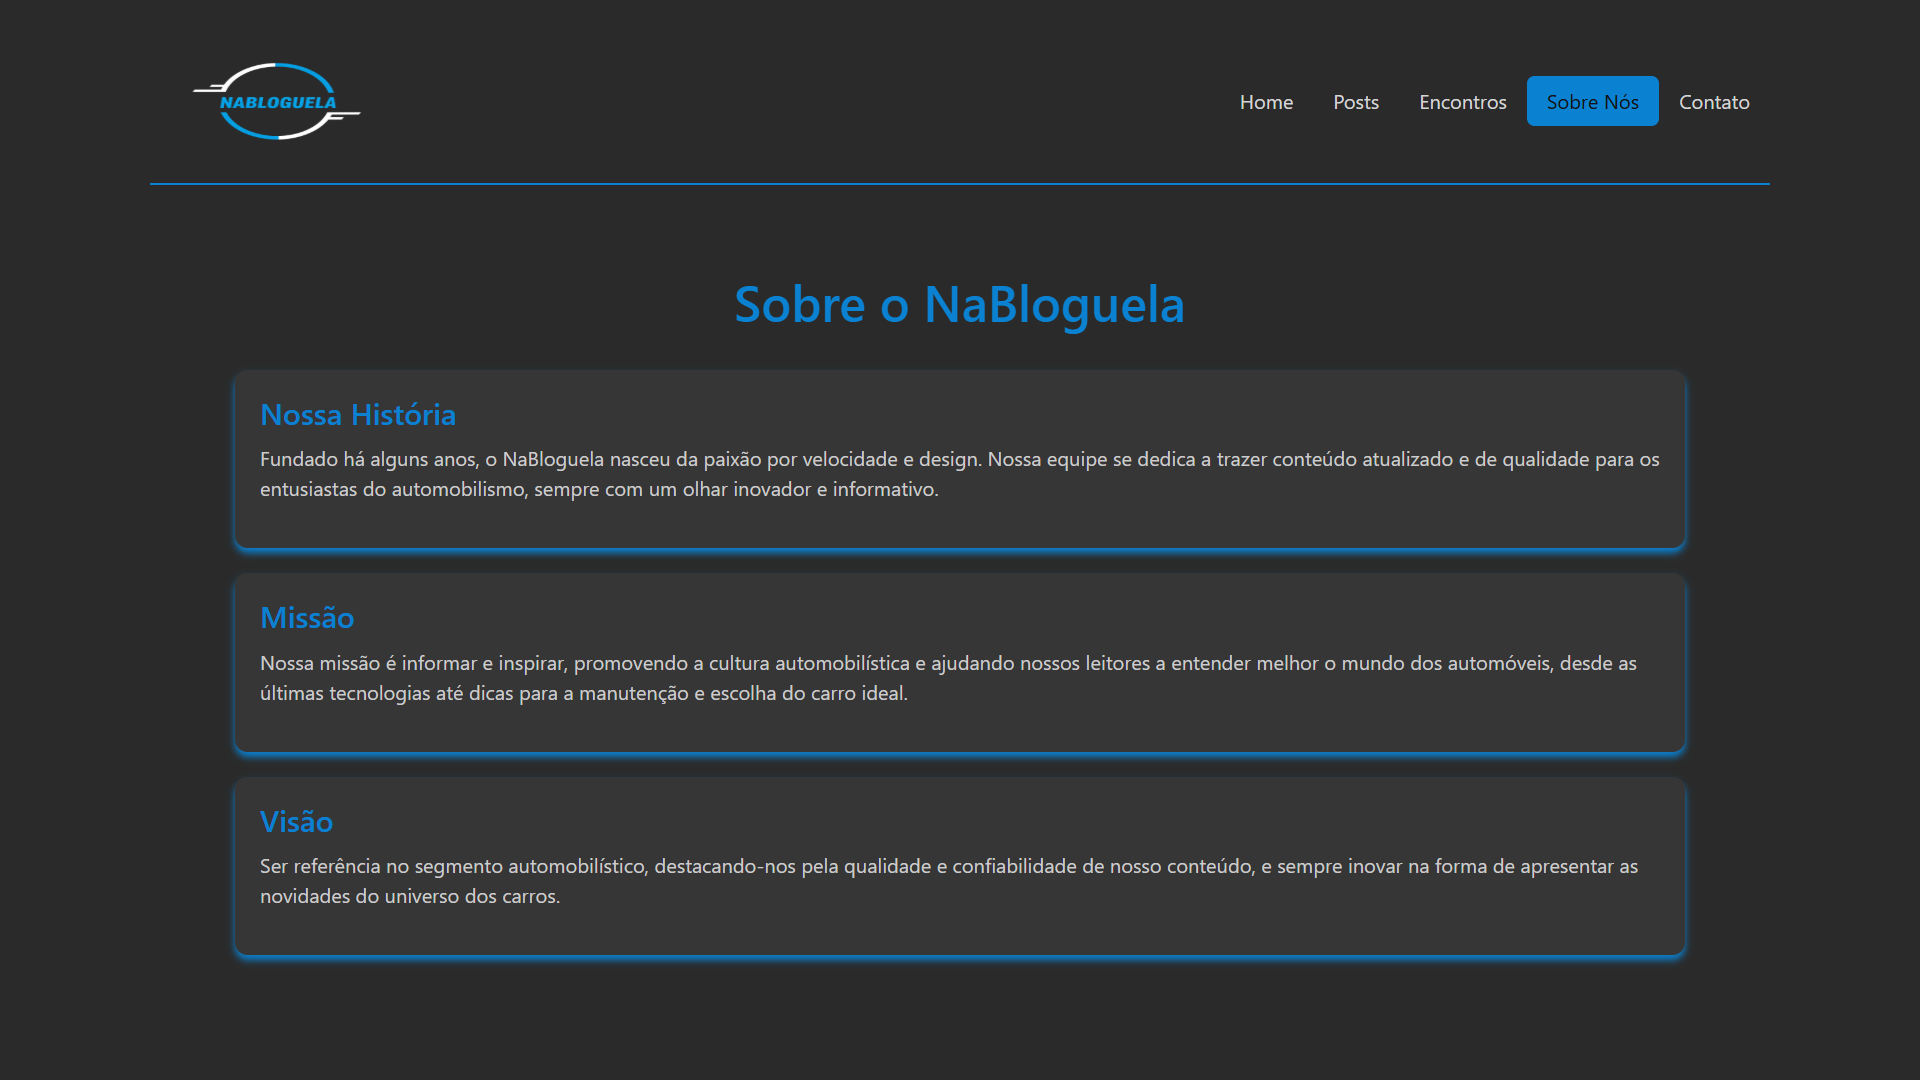 NABLOGUELA
Home
Posts
Encontros
Sobre Nós
Contato
Sobre o NaBloguela
Nossa História
Fundado há alguns anos, o NaBloguela nasceu da paixão por velocidade e design. Nossa equipe se dedica a trazer conteúdo atualizado e de qualidade para os
entusiastas do automobilismo, sempre com um olhar inovador e informativo.
Missão
Nossa missão é informar e inspirar, promovendo a cultura automobilística e ajudando nossos leitores a entender melhor o mundo dos automóveis, desde as
últimas tecnologias até dicas para a manutenção e escolha do carro ideal.
Visão
Ser referência no segmento automobilístico, destacando-nos pela qualidade e confiabilidade de nosso conteúdo, e sempre inovar na forma de apresentar as
novidades do universo dos carros.